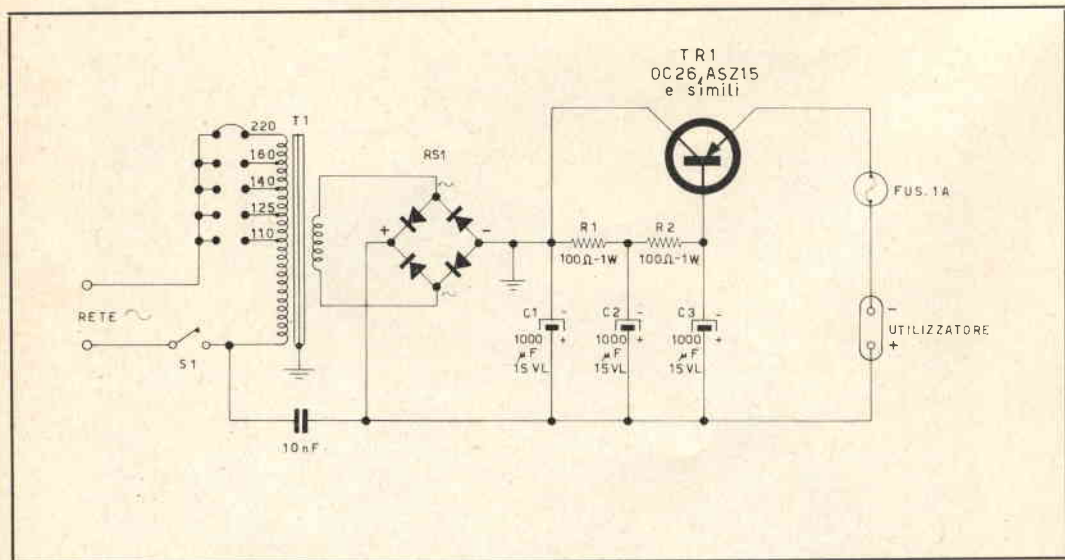 TR1
OC26,ASZ15
e simili
220
T1
160
140
125
110
RS1
~
+
-
~
R1
100Ω-1W
R2
100Ω-1W
FUS.1A
RETE ~
S1
C1
-
1000
+
µF
15VL
C2
-
1000
+
µF
15VL
C3
-
1000
+
µF
15VL
-
UTILIZZATORE
+
10nF